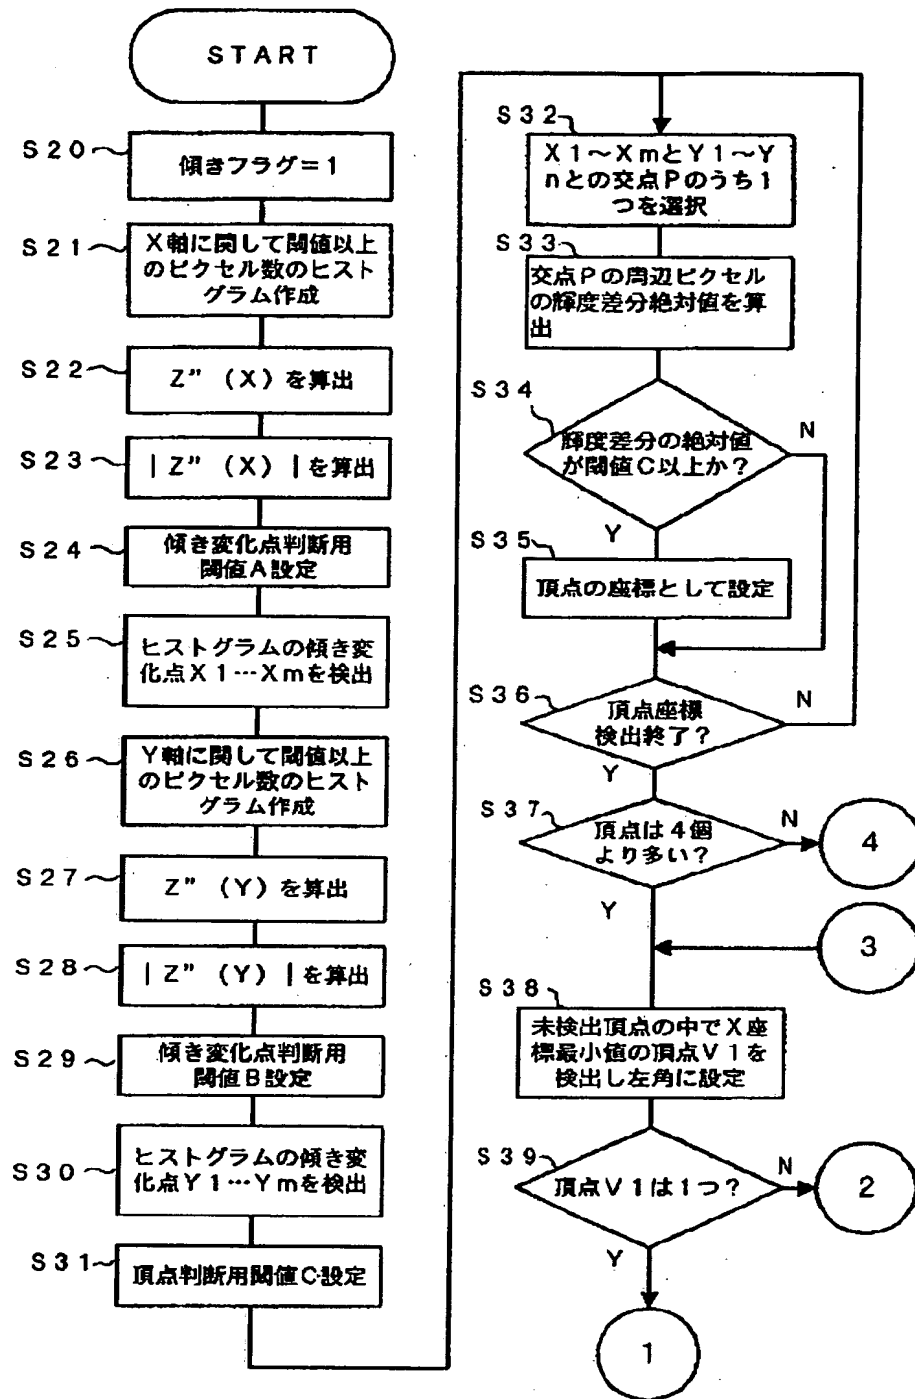 START
S20
傾きフラグ=1
S21
X軸に関して閾値以上
のピクセル数のヒスト
グラム作成
S22
Z" (X) を算出
S23
| Z" (X) | を算出
S24
傾き変化点判断用
閾値A設定
S25
ヒストグラムの傾き変
化点X1…Xmを検出
S26
Y軸に関して閾値以上
のピクセル数のヒスト
グラム作成
S27
Z" (Y) を算出
S28
| Z" (Y) | を算出
S29
傾き変化点判断用
閾値B設定
S30
ヒストグラムの傾き変
化点Y1…Ymを検出
S31
頂点判断用閾値C設定
S32
X1~XmとY1~Y
nとの交点Pのうち1
つを選択
S33
交点Pの周辺ピクセル
の輝度差分絶対値を算
出
S34
輝度差分の絶対値
が閾値C以上か?
N
Y
S35
頂点の座標として設定
S36
頂点座標
検出終了?
N
Y
S37
頂点は4個
より多い?
N
4
Y
3
S38
未検出頂点の中でX座
標最小値の頂点V1を
検出し左角に設定
S39
頂点V1は1つ?
N
2
Y
1